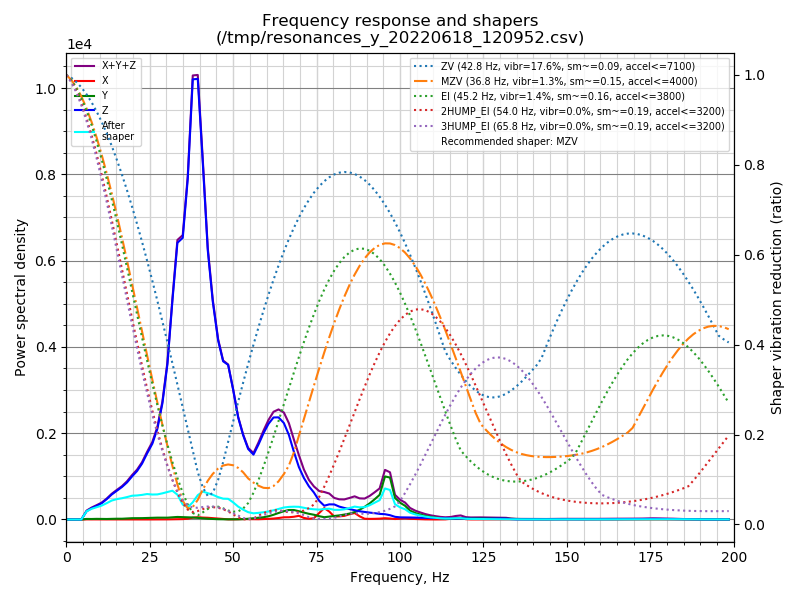 Frequency response and shapers
(/tmp/resonances_y_20220618_120952.csv)
1e4
X+Y+Z
X
Y
Z
After
shaper
ZV (42.8 Hz, vibr=17.6%, sm~=0.09, accel<=7100)
MZV (36.8 Hz, vibr=1.3%, sm~=0.15, accel<=4000)
EI (45.2 Hz, vibr=1.4%, sm~=0.16, accel<=3800)
2HUMP_EI (54.0 Hz, vibr=0.0%, sm~=0.19, accel<=3200)
3HUMP_EI (65.8 Hz, vibr=0.0%, sm~=0.19, accel<=3200)
Recommended shaper: MZV
Power spectral density
1.0
0.8
0.6
0.4
0.2
0.0
Shaper vibration reduction (ratio)
1.0
0.8
0.6
0.4
0.2
0.0
0 25 50 75 100 125 150 175 200
Frequency, Hz